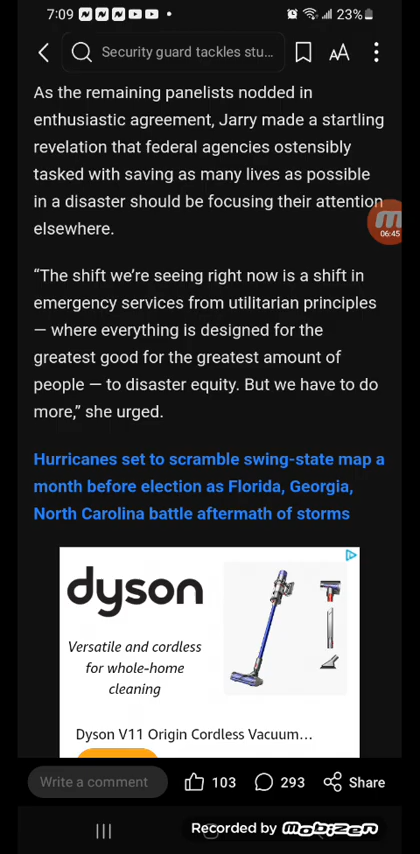 7:09
23%
Security guard tackles stu...
AA
As the remaining panelists nodded in
enthusiastic agreement, Jarry made a startling
revelation that federal agencies ostensibly
tasked with saving as many lives as possible
in a disaster should be focusing their attention
elsewhere.
06:45
“The shift we’re seeing right now is a shift in
emergency services from utilitarian principles
— where everything is designed for the
greatest good for the greatest amount of
people — to disaster equity. But we have to do
more,” she urged.
Hurricanes set to scramble swing-state map a
month before election as Florida, Georgia,
North Carolina battle aftermath of storms
dyson
Versatile and cordless
for whole-home
cleaning
Dyson V11 Origin Cordless Vacuum...
Write a comment
103
293
Share
Recorded by mobizen